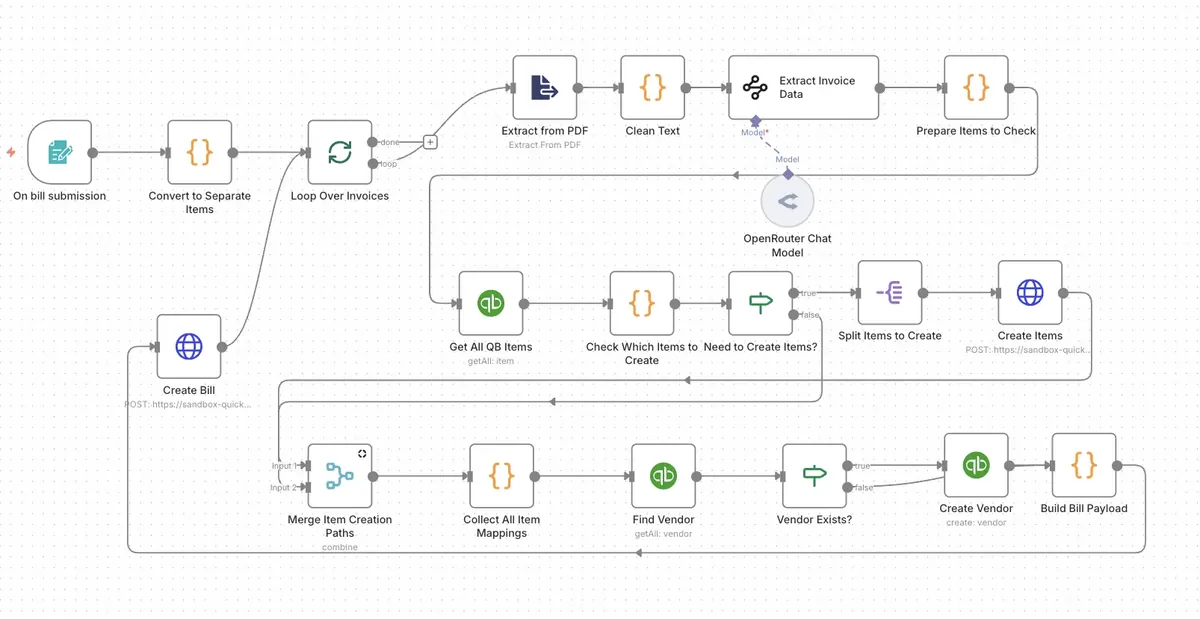 Extract from PDF
Extract From PDF
Clean Text
Extract Invoice
Data
Model*
Prepare Items to Check
On bill submission
Convert to Separate
Items
Loop Over Invoices
done
loop
Model
OpenRouter Chat
Model
Get All QB Items
getAll: item
Check Which Items to
Create
Need to Create Items?
true
false
Split Items to Create
Create Items
POST: https://sandbox-quick...
Create Bill
POST: https://sandbox-quick...
Input 1
Input 2
Merge Item Creation
Paths
combine
Collect All Item
Mappings
Find Vendor
getAll: vendor
Vendor Exists?
true
false
Create Vendor
create: vendor
Build Bill Payload
qb
qb
qb